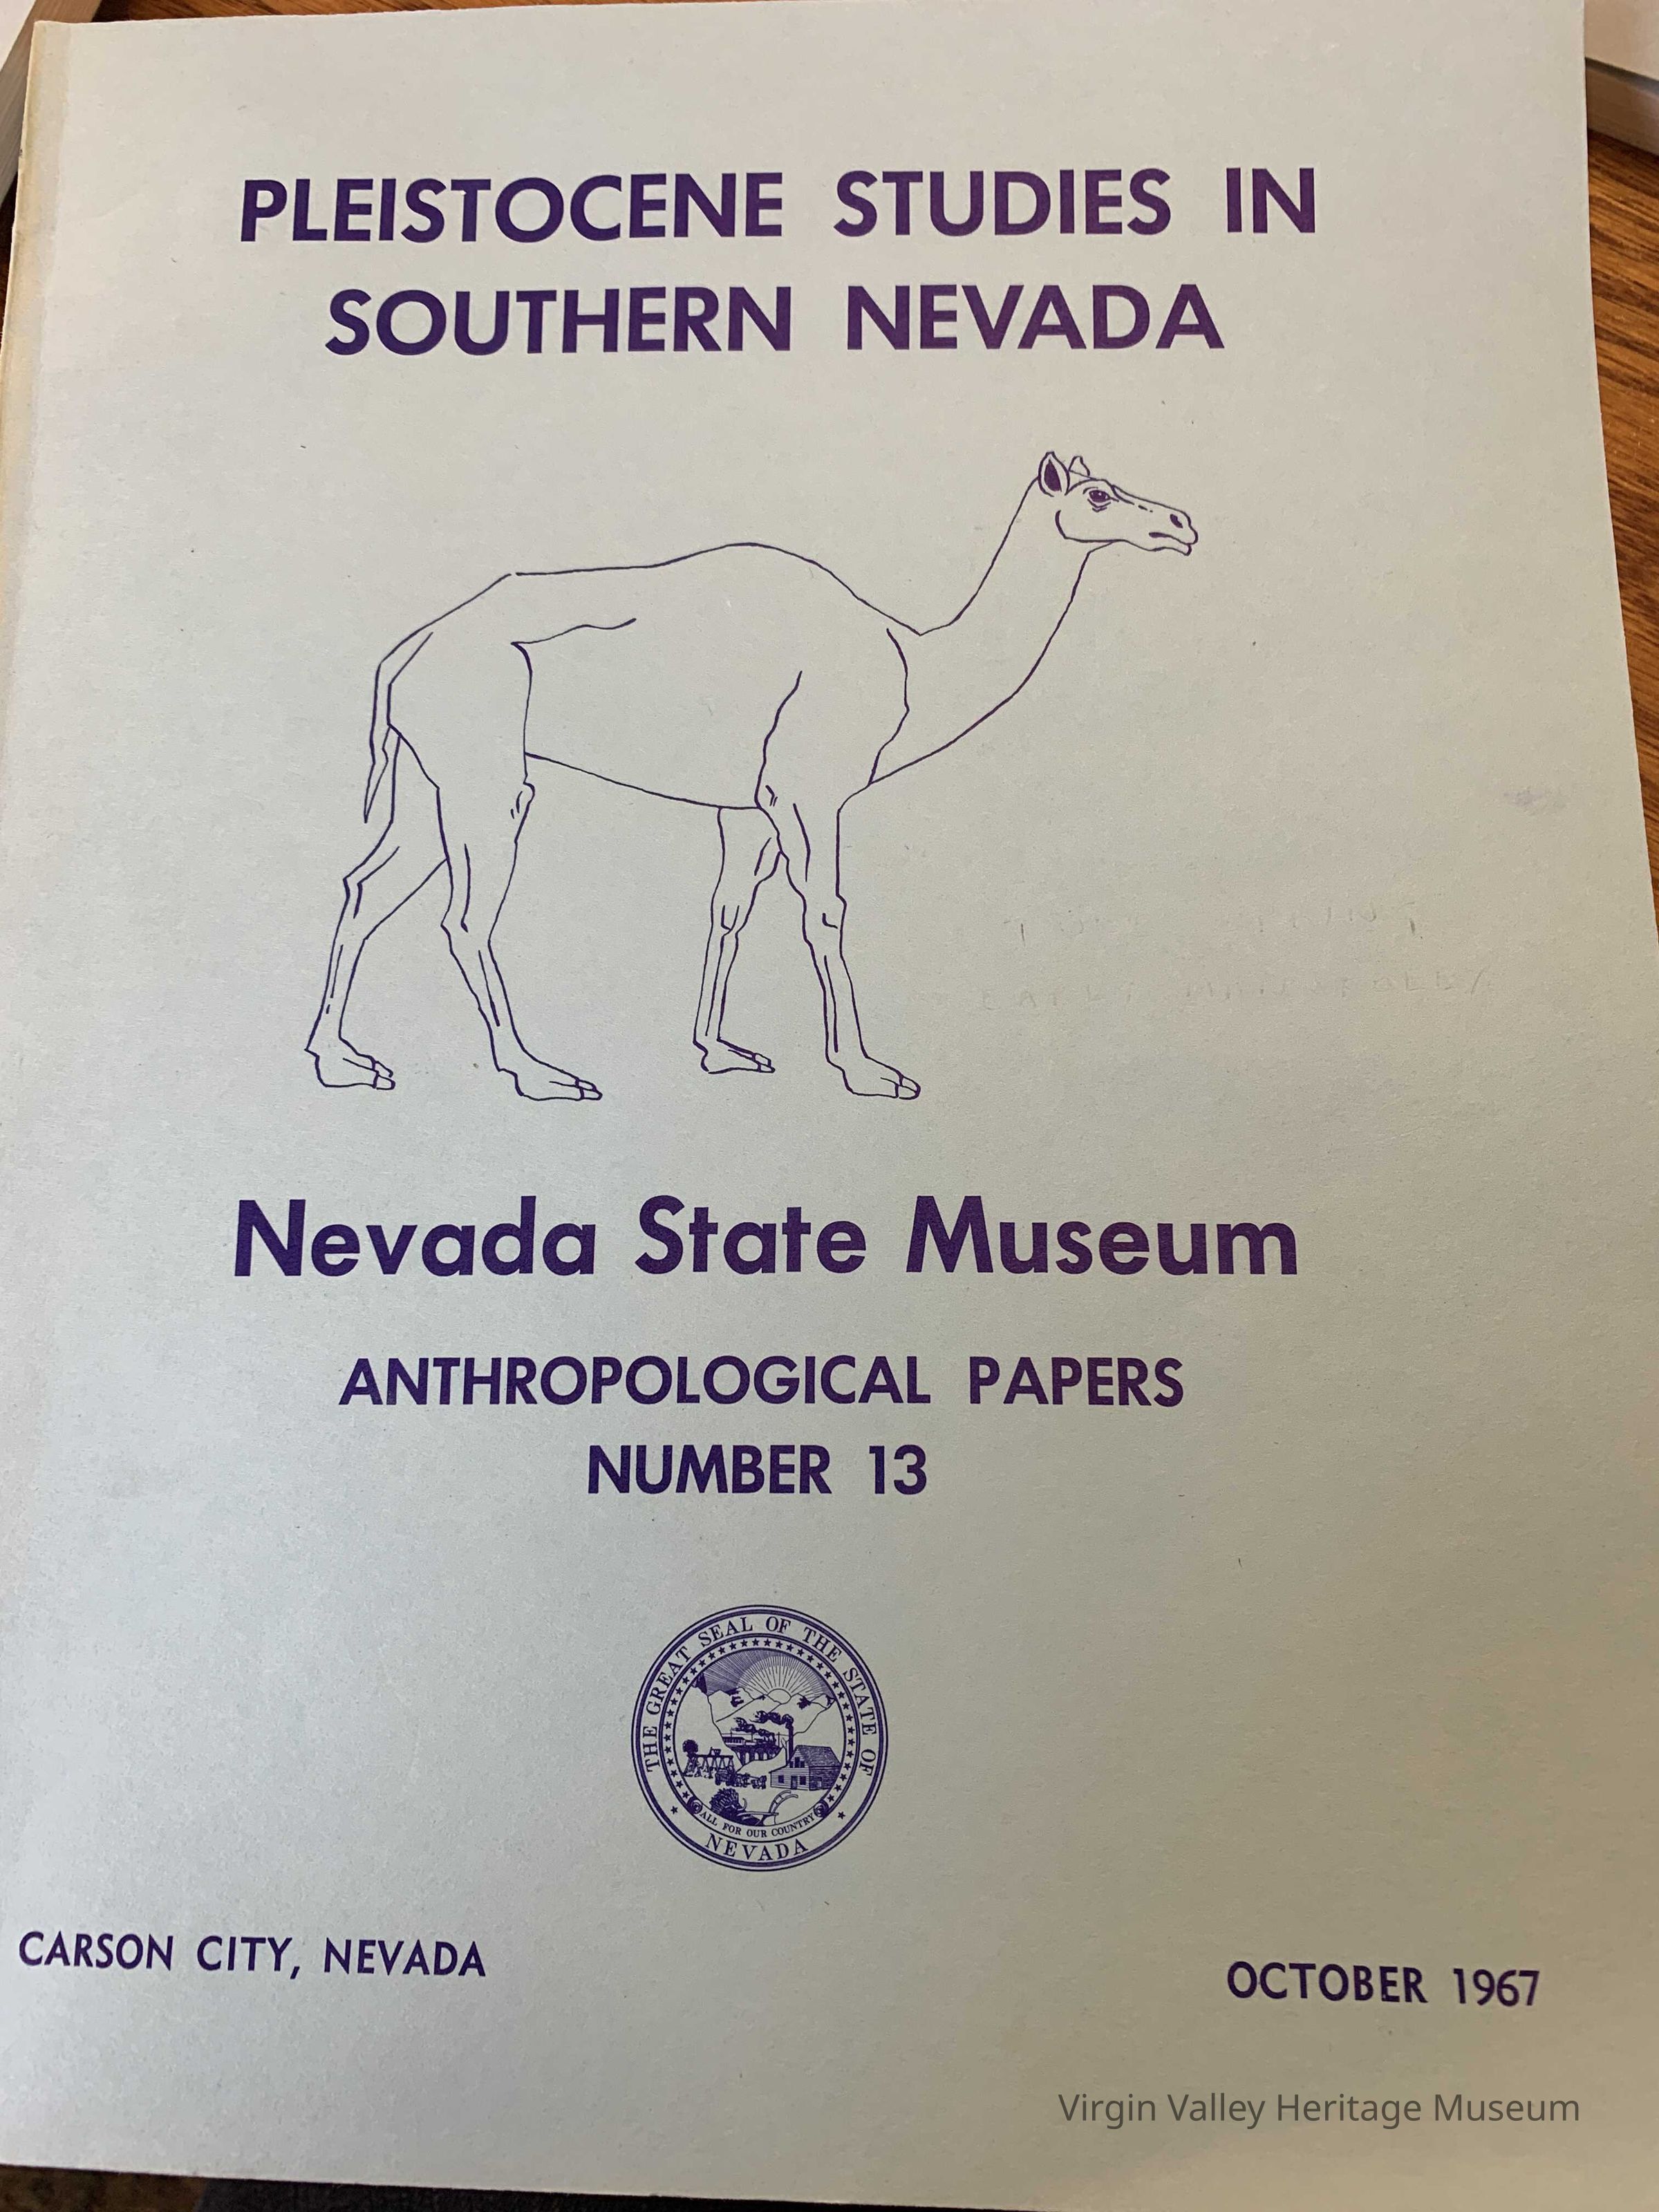 PLEISTOCENE STUDIES IN
SOUTHERN NEVADA
Nevada State Museum
ANTHROPOLOGICAL PAPERS
NUMBER 13
THE GREAT SEAL OF THE STATE OF
ALL FOR OUR COUNTRY
NEVADA
CARSON CITY, NEVADA
OCTOBER 1967
Virgin Valley Heritage Museum